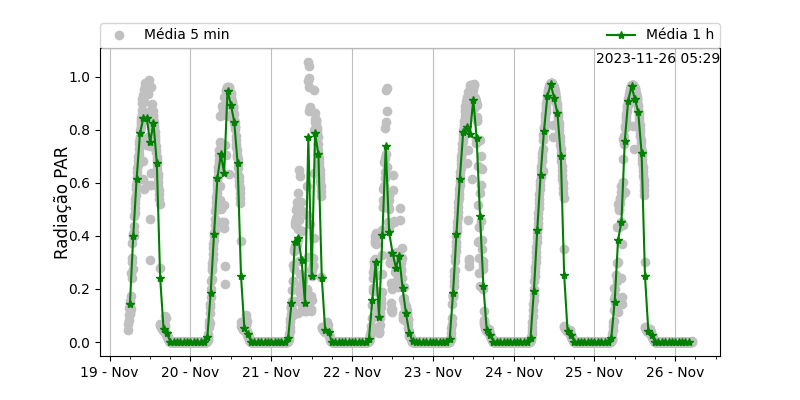 Média 5 min
Média 1 h
2023-11-26 05:29
Radiação PAR
1.0
0.8
0.6
0.4
0.2
0.0
19 - Nov
20 - Nov
21 - Nov
22 - Nov
23 - Nov
24 - Nov
25 - Nov
26 - Nov